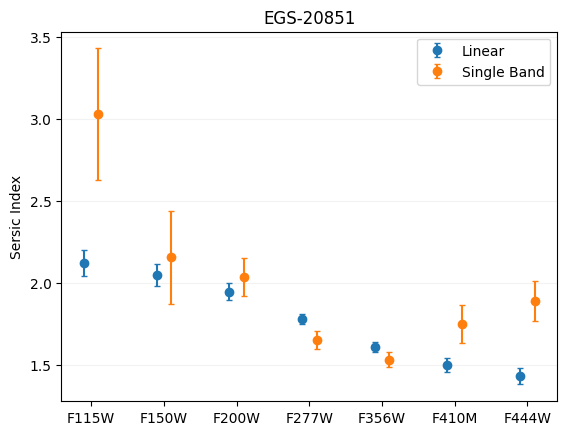 EGS-20851
Linear
Single Band
Sersic Index
3.5
3.0
2.5
2.0
1.5
F115W F150W F200W F277W F356W F410M F444W